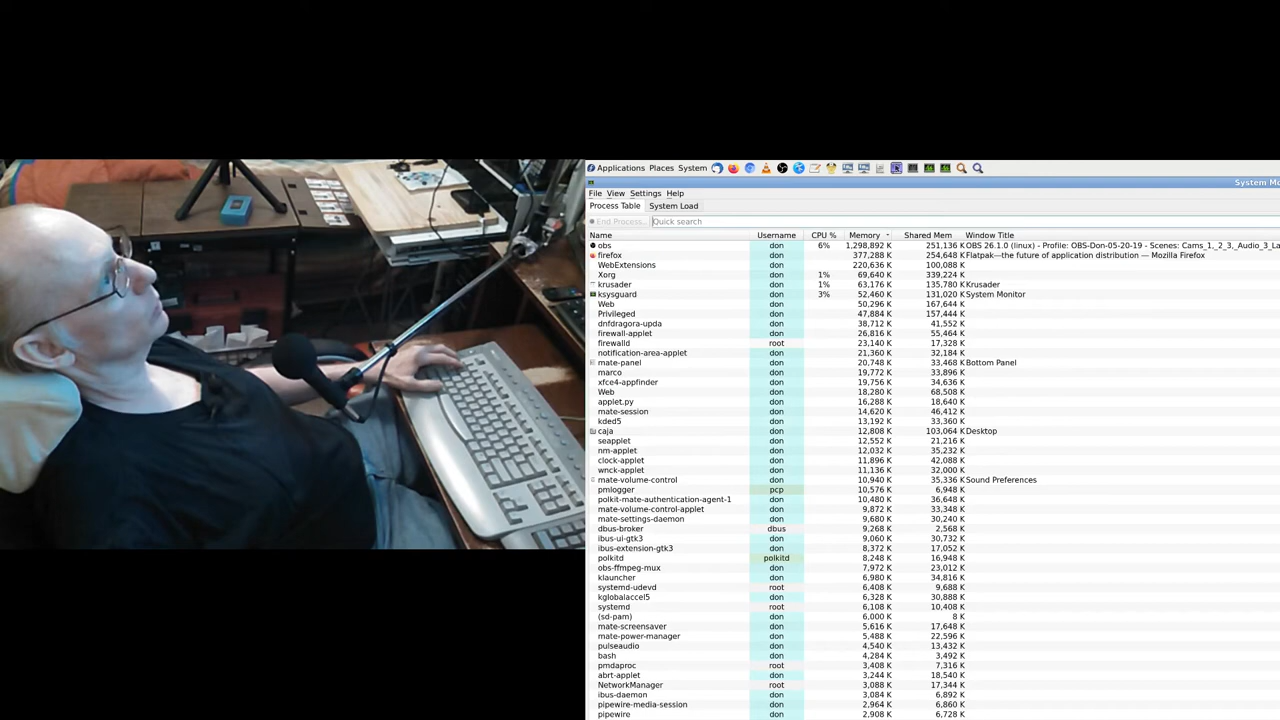 Applications Places System
System Mo
File View Settings Help
Process Table System Load
End Process... Quick search
Name Username CPU % Memory Shared Mem Window Title
obs don 6% 1,298,892 K 251,136 K OBS 26.1.0 (linux) - Profile: OBS-Don-05-20-19 - Scenes: Cams_1,_2_3,_Audio_3_La
firefox don 377,288 K 254,648 K Flatpak—the future of application distribution — Mozilla Firefox
WebExtensions don 220,636 K 100,088 K
Xorg don 1% 69,640 K 339,224 K
krusader don 1% 63,176 K 135,780 K Krusader
ksysguard don 3% 52,460 K 131,020 K System Monitor
Web don 50,296 K 167,644 K
Privileged don 47,884 K 157,444 K
dnfdragora-upda don 38,712 K 41,552 K
firewall-applet don 26,816 K 55,464 K
firewalld root 23,140 K 17,328 K
notification-area-applet don 21,360 K 32,184 K
mate-panel don 20,748 K 33,468 K Bottom Panel
marco don 19,772 K 33,896 K
xfce4-appfinder don 19,756 K 34,636 K
Web don 18,280 K 68,508 K
applet.py don 16,288 K 18,640 K
mate-session don 14,620 K 46,412 K
kded5 don 13,192 K 33,360 K
caja don 12,808 K 103,064 K Desktop
seapplet don 12,552 K 21,216 K
nm-applet don 12,032 K 35,232 K
clock-applet don 11,896 K 42,088 K
wnck-applet don 11,136 K 32,000 K
mate-volume-control don 10,940 K 35,336 K Sound Preferences
pmlogger pcp 10,576 K 6,948 K
polkit-mate-authentication-agent-1 don 10,480 K 36,648 K
mate-volume-control-applet don 9,872 K 33,348 K
mate-settings-daemon don 9,680 K 30,240 K
dbus-broker dbus 9,268 K 2,568 K
ibus-ui-gtk3 don 9,060 K 30,732 K
ibus-extension-gtk3 don 8,372 K 17,052 K
polkitd polkitd 8,248 K 16,948 K
obs-ffmpeg-mux don 7,972 K 23,012 K
klauncher don 6,980 K 34,816 K
systemd-udevd root 6,408 K 9,688 K
kglobalaccel5 don 6,328 K 30,888 K
systemd root 6,108 K 10,408 K
(sd-pam) don 6,000 K 8 K
mate-screensaver don 5,616 K 17,648 K
mate-power-manager don 5,488 K 22,596 K
pulseaudio don 4,540 K 13,432 K
bash don 4,284 K 3,492 K
pmdaproc root 3,408 K 7,316 K
abrt-applet don 3,244 K 18,540 K
NetworkManager root 3,088 K 17,344 K
ibus-daemon don 3,084 K 6,892 K
pipewire-media-session don 2,964 K 6,860 K
pipewire don 2,908 K 6,728 K